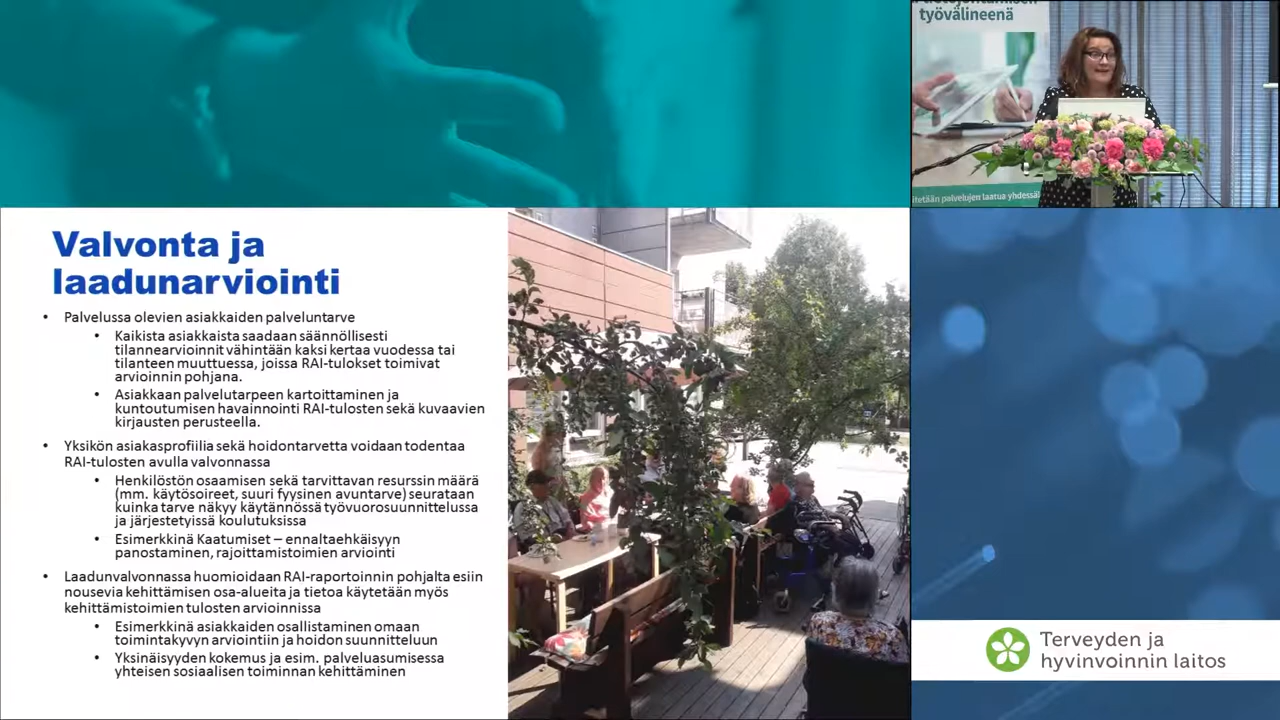 työvälineenä
Valvonta ja
laadunarviointi
• Palvelussa olevien asiakkaiden palveluntarve
• Kaikista asiakkaista saadaan säännöllisesti
tilannearvioinnit vähintään kaksi kertaa vuodessa tai
tilanteen muuttuessa, joissa RAI-tulokset toimivat
arvioinnin pohjana.
• Asiakkaan palvelutarpeen kartoittaminen ja
kuntoutumisen havainnointi RAI-tulosten sekä kuvaavien
kirjausten perusteella.
• Yksikön asiakasprofiilia sekä hoidontarvetta voidaan todentaa
RAI-tulosten avulla valvonnassa
• Henkilöstön osaamisen sekä tarvittavan resurssin määrä
(mm. käytösoireet, suuri fyysinen avuntarve) seurataan
kuinka tarve näkyy käytännössä työvuorosuunnittelussa
ja järjestetyissä koulutuksissa
• Esimerkkinä Kaatumiset – ennaltaehkäisyyn
panostaminen, rajoittamistoimien arviointi
• Laadunvalvonnassa huomioidaan RAI-raportoinnin pohjalta esiin
nousevia kehittämisen osa-alueita ja tietoa käytetään myös
kehittämistoimien tulosten arvioinnissa
• Esimerkkinä asiakkaiden osallistaminen omaan
toimintakyvyn arviointiin ja hoidon suunnitteluun
• Yksinäisyyden kokemus ja esim. palveluasumisessa
yhteisen sosiaalisen toiminnan kehittäminen
palvelujen laatua yhdessä
Terveyden ja
hyvinvoinnin laitos